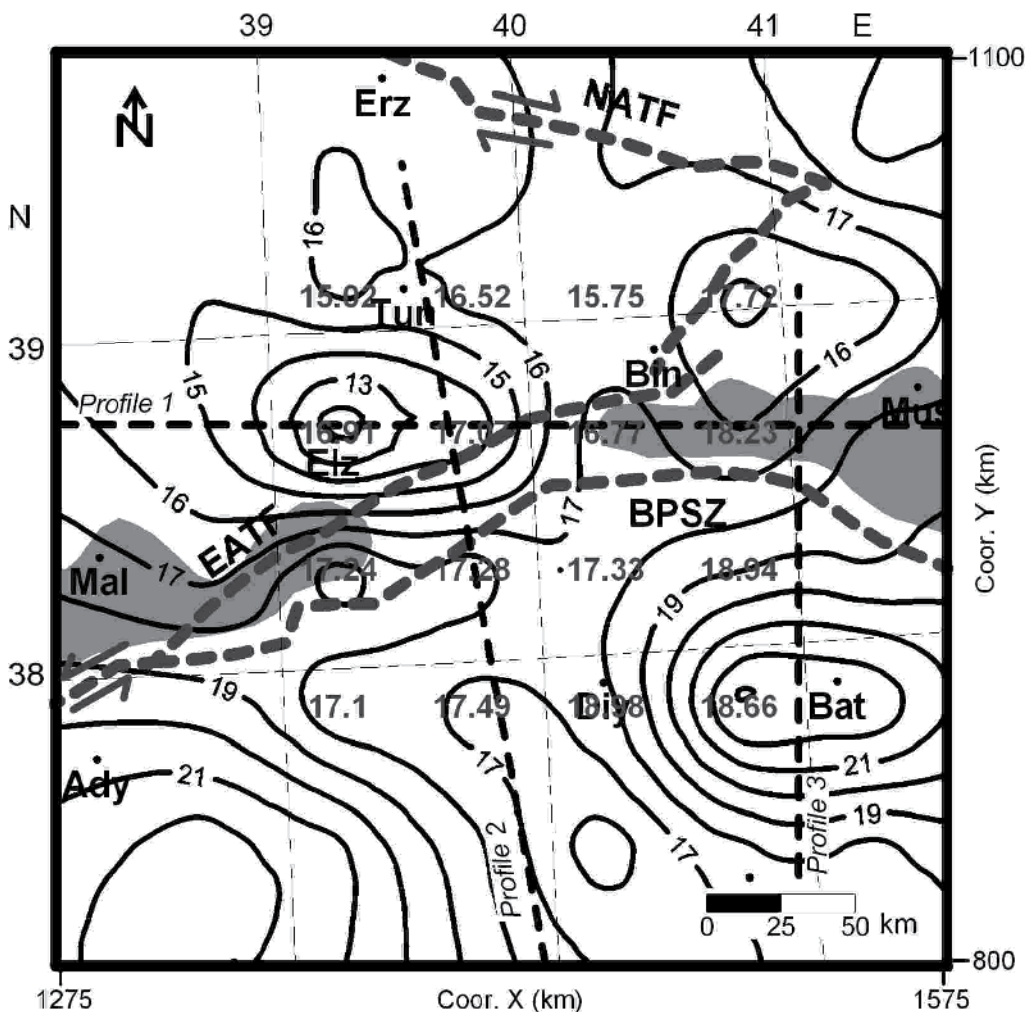 39 40 41 E
1100
Erz
NATF
N
N
17
16
15.92 16.52 15.75 17.72
Tur
39
16
15
16
15
13
Bin
Profile 1
Mus
16.91 17.07 16.77 18.23
Elz
16
17
BPSZ
EATF
Coor. Y (km)
17
Mal
17.24 17.28 17.33 18.94
19
38
19
17.1 17.49 18.98 18.66 Bat
Diy
17
21
21
Ady
Profile 3
19
Profile 2
17
0 25 50 km
800
1275 Coor. X (km) 1575